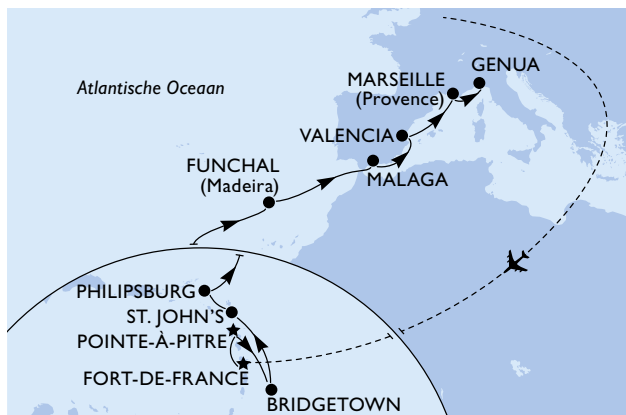 GENUA
MARSEILLE
(Provence)
Atlantische Oceaan
VALENCIA
FUNCHAL
(Madeira)
MALAGA
PHILIPSBURG
ST. JOHN'S
POINTE-À-PITRE
FORT-DE-FRANCE
BRIDGETOWN